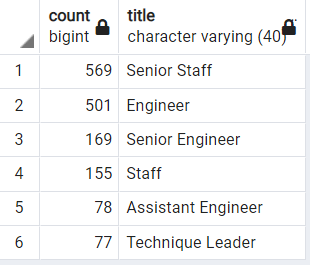 count title
bigint character varying (40)
1 569 Senior Staff
2 501 Engineer
3 169 Senior Engineer
4 155 Staff
5 78 Assistant Engineer
6 77 Technique Leader